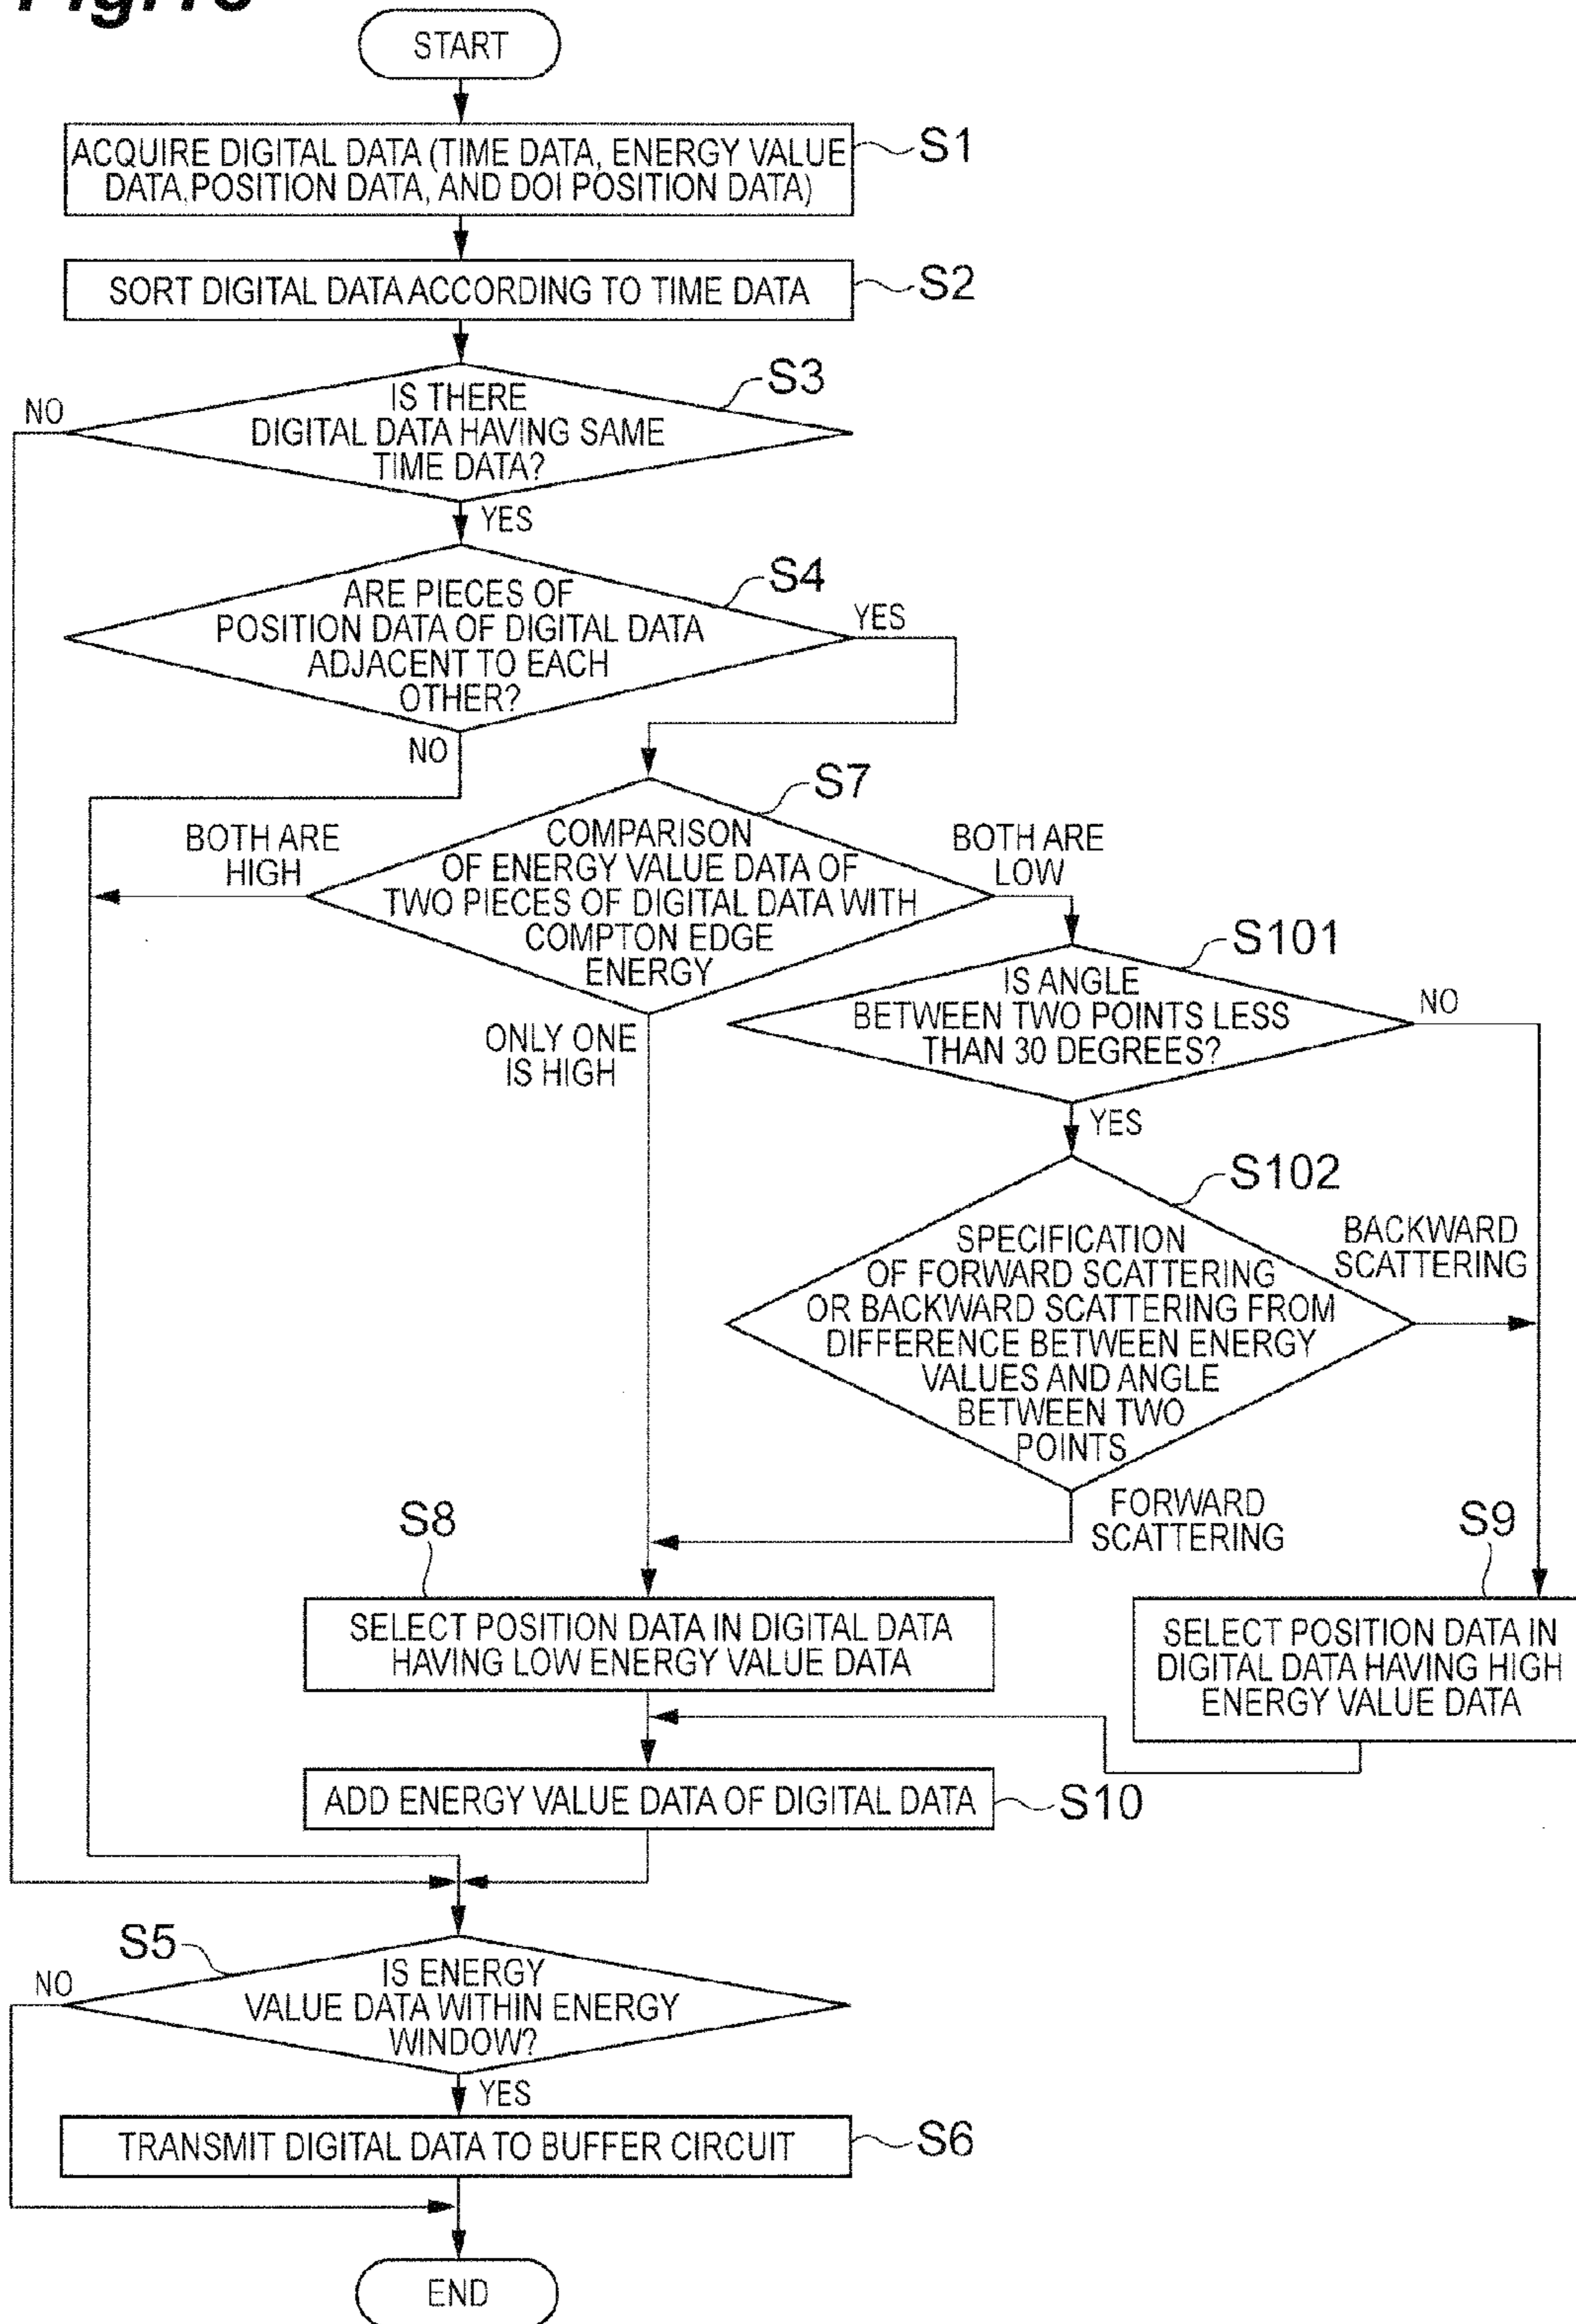 START
ACQUIRE DIGITAL DATA (TIME DATA, ENERGY VALUE
DATA, POSITION DATA, AND DOI POSITION DATA)
S1
SORT DIGITAL DATA ACCORDING TO TIME DATA
S2
IS THERE
DIGITAL DATA HAVING SAME
TIME DATA?
S3
NO
YES
ARE PIECES OF
POSITION DATA OF DIGITAL DATA
ADJACENT TO EACH
OTHER?
S4
YES
NO
COMPARISON
OF ENERGY VALUE DATA OF
TWO PIECES OF DIGITAL DATA WITH
COMPTON EDGE
ENERGY
S7
BOTH ARE
HIGH
BOTH ARE
LOW
ONLY ONE
IS HIGH
IS ANGLE
BETWEEN TWO POINTS LESS
THAN 30 DEGREES?
S101
NO
YES
SPECIFICATION
OF FORWARD SCATTERING
OR BACKWARD SCATTERING FROM
DIFFERENCE BETWEEN ENERGY
VALUES AND ANGLE
BETWEEN TWO
POINTS
S102
BACKWARD
SCATTERING
FORWARD
SCATTERING
S8
SELECT POSITION DATA IN DIGITAL DATA
HAVING LOW ENERGY VALUE DATA
S9
SELECT POSITION DATA IN
DIGITAL DATA HAVING HIGH
ENERGY VALUE DATA
ADD ENERGY VALUE DATA OF DIGITAL DATA
S10
S5
IS ENERGY
VALUE DATA WITHIN ENERGY
WINDOW?
NO
YES
TRANSMIT DIGITAL DATA TO BUFFER CIRCUIT
S6
END